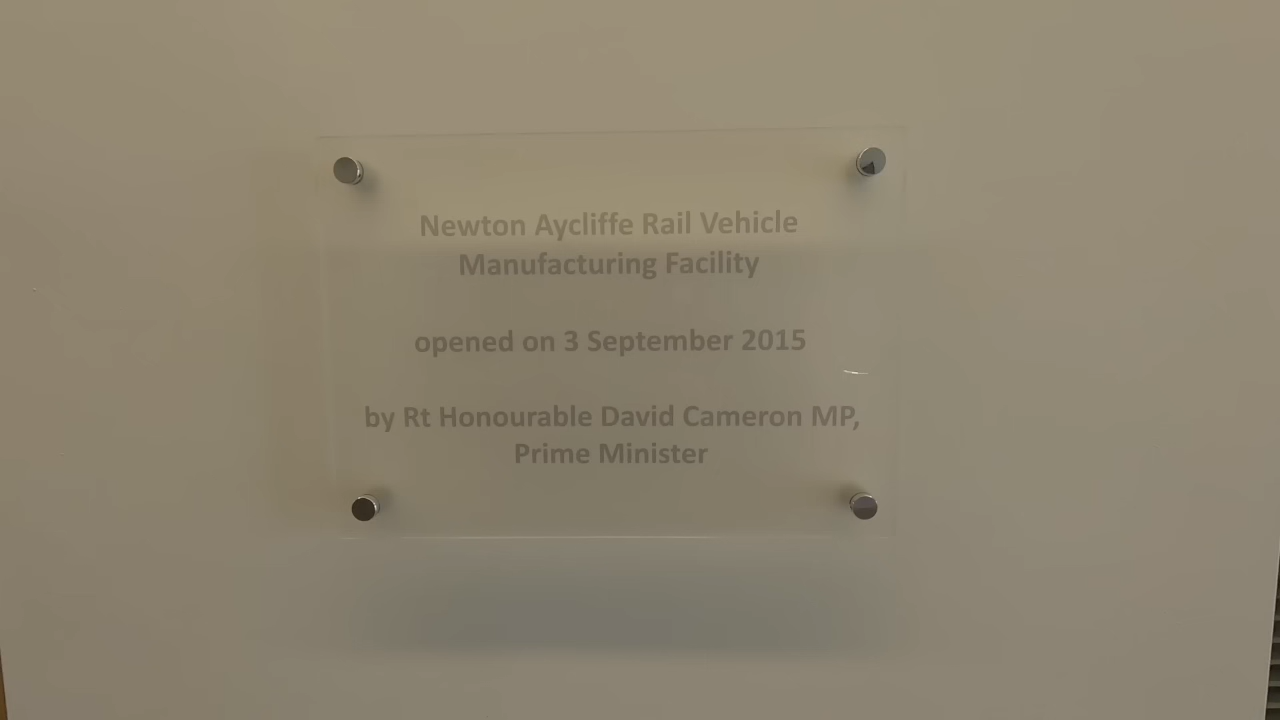 Newton Aycliffe Rail Vehicle
Manufacturing Facility
opened on 3 September 2015
by Rt Honourable David Cameron MP,
Prime Minister